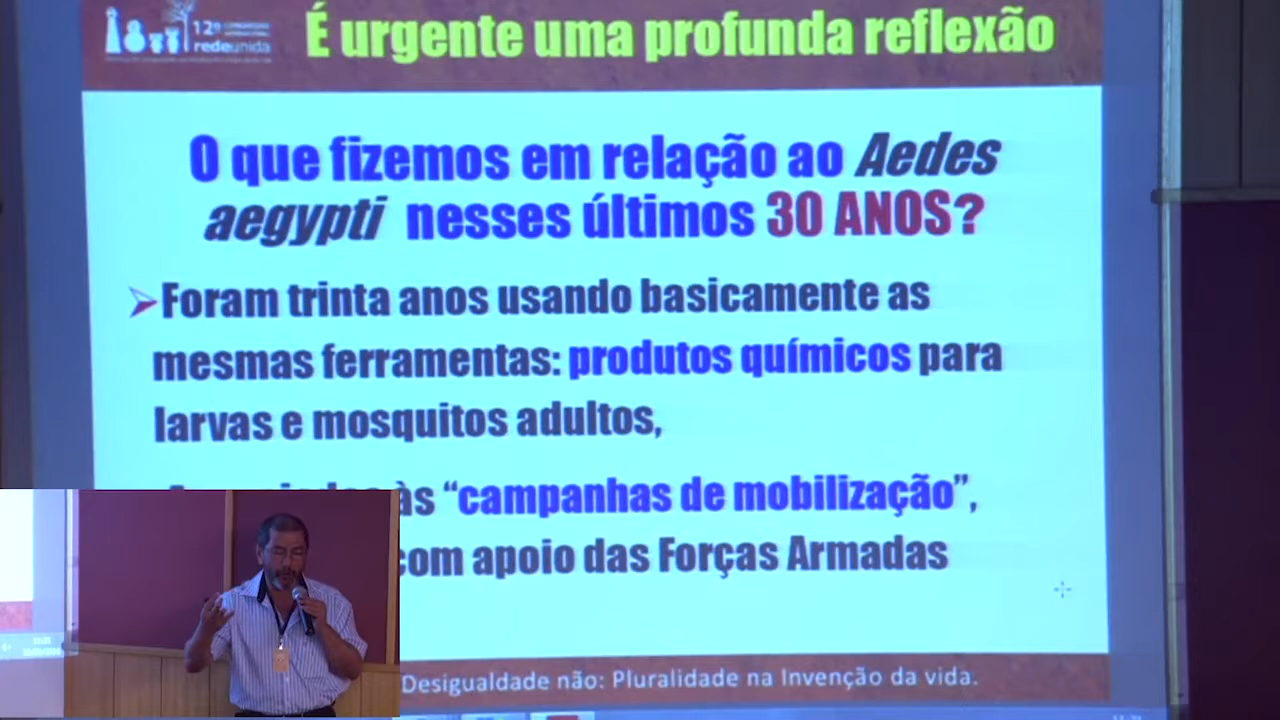 12º
redeunida
É urgente uma profunda reflexão
O que fizemos em relação ao Aedes
aegypti nesses últimos 30 ANOS?
Foram trinta anos usando basicamente as
mesmas ferramentas: produtos químicos para
larvas e mosquitos adultos,
às “campanhas de mobilização”,
com apoio das Forças Armadas
Desigualdade não: Pluralidade na Invenção da vida.